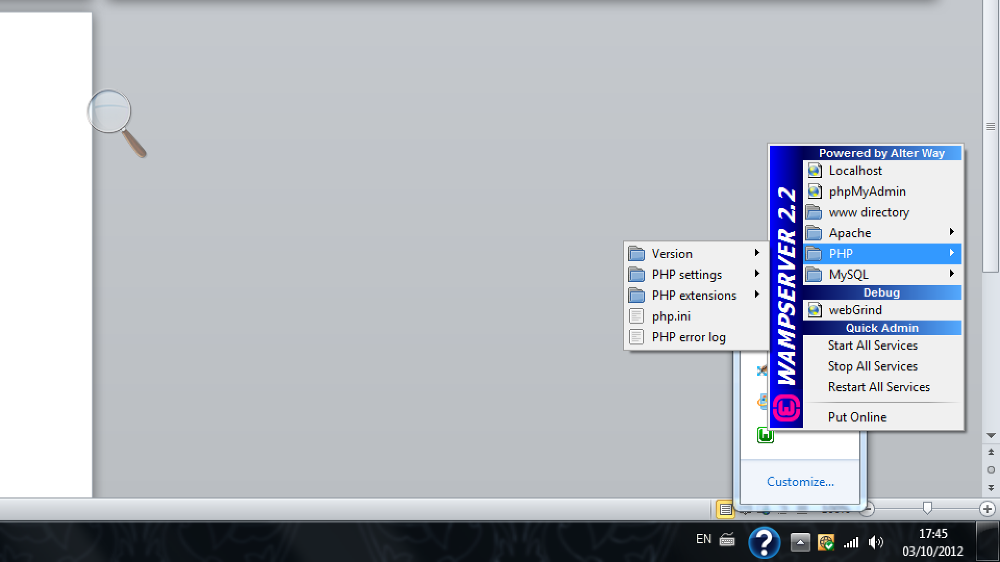 Powered by Alter Way
Localhost
phpMyAdmin
www directory
Apache
PHP
MySQL
Debug
webGrind
Quick Admin
Start All Services
Stop All Services
Restart All Services
Put Online
WAMPSERVER 2.2
Version
PHP settings
PHP extensions
php.ini
PHP error log
Customize...
EN
17:45
03/10/2012